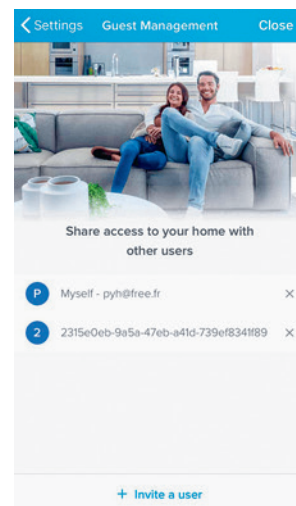 Settings Guest Management Close
Share access to your home with
other users
P Myself - pyh@free.fr
2 2315e0eb-9a5a-47eb-a41d-739ef8341f89
+ Invite a user